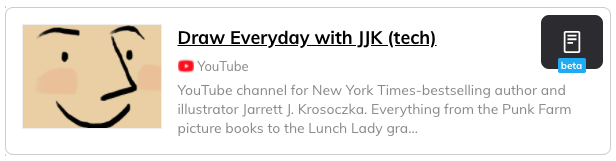 Draw Everyday with JJK (tech)
YouTube
beta
YouTube channel for New York Times-bestselling author and
illustrator Jarrett J. Krosoczka. Everything from the Punk Farm
picture books to the Lunch Lady gra...